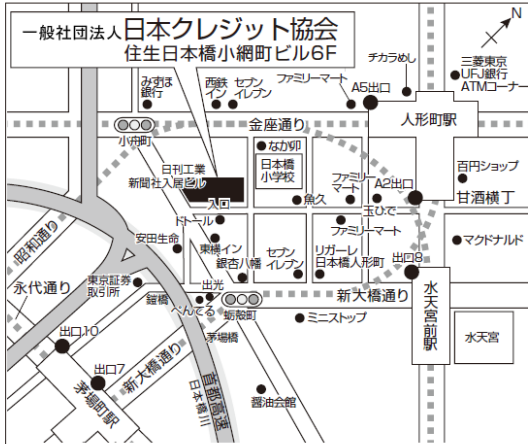 一般社団法人 日本クレジット協会
住生日本橋小網町ビル6F
N
みずほ
銀行
西鉄
イン
セブン
イレブン
ファミリーマート
チカラめし
A5出口
三菱東京
UFJ銀行
ATMコーナー
金座通り
人形町駅
小舟町
なか卯
日本橋
小学校
日刊工業
新聞社入居ビル
入口
ファミリー
マート
A2出口
百円ショップ
甘酒横丁
魚久
玉ひで
ファミリーマート
ドトール
安田生命
東横イン
銀杏八幡
セブン
イレブン
リガーレ
日本橋人形町
出口8
マクドナルド
昭和通り
永代通り
東京証券
取引所
鎧橋
出光
ぺんてる
蛎殻町
新大橋通り
ミニストップ
水天宮前駅
水天宮
茅場橋
出口10
出口7
新大橋通り
茅場町駅
首都高速
日本橋川
醤油会館